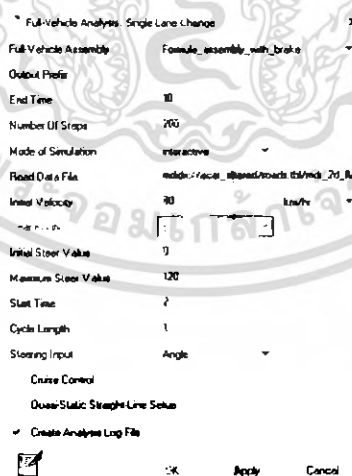 Full-Vehicle Analysis: Single Lane Change
Full-Vehicle Assembly Formula_assembly_with_brake
Output Prefix
End Time 10
Number Of Steps 200
Mode of Simulation interactive
Road Data File
Initial Velocity km/hr
Initial Steer Value 0
Maximum Steer Value 120
Start Time 2
Cycle Length 1
Steering Input Angle
Cruise Control
Quasi-Static Straight-Line Setup
Create Analysis Log File
OK Apply Cancel